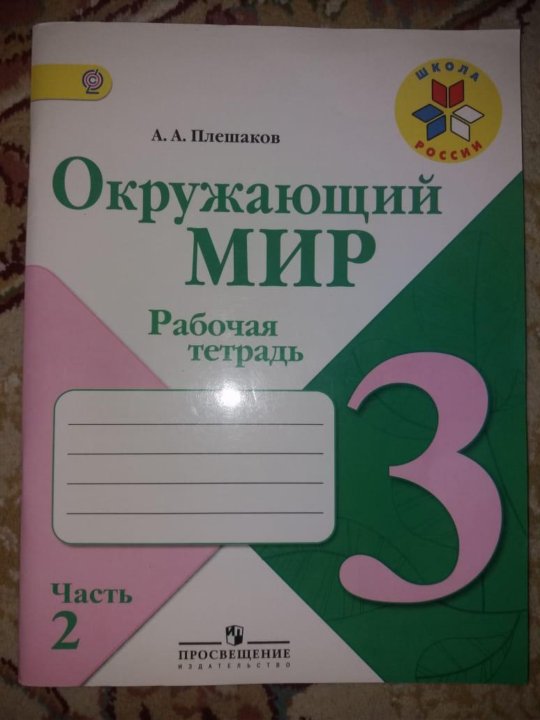 ШКОЛА
РОССИИ
А. А. Плешаков
Окружающий
МИР
Рабочая
тетрадь
3
Часть
2
ПРОСВЕЩЕНИЕ
ИЗДАТЕЛЬСТВО